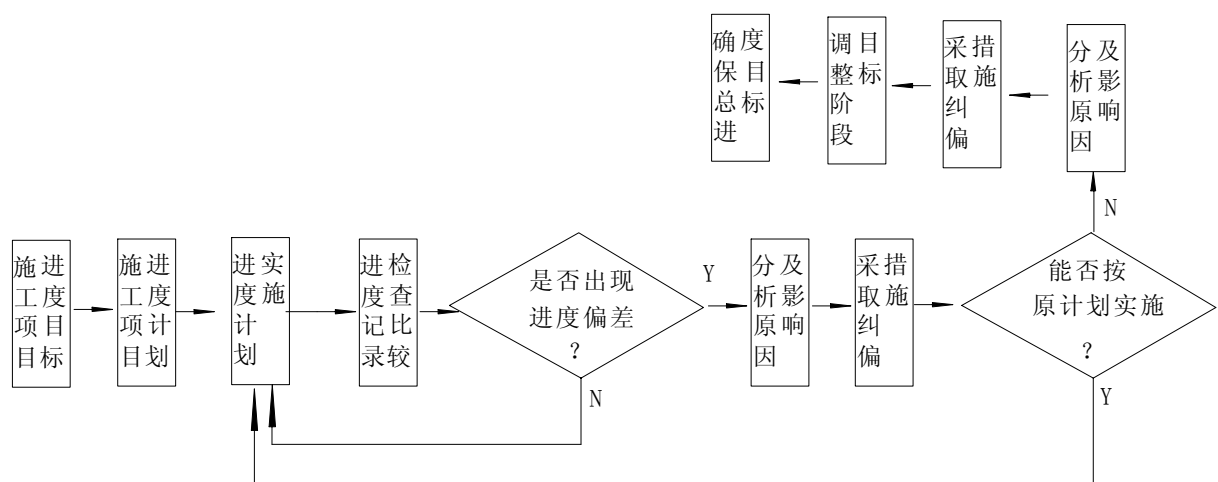 确保总进
度目标
调整阶段
目标
采取纠偏
措施
分析原因
及影响
N
施工项目
进度目标
施工项目
进度计划
进度计划
实施
进度记录
检查比较
是否出现
进度偏差
？
Y
N
分析原因
及影响
采取纠偏
措施
能否按
原计划实施
？
Y